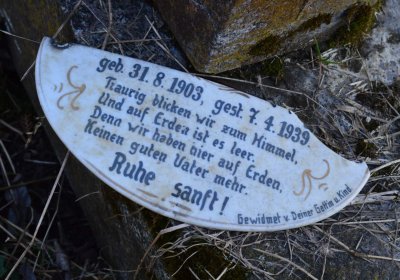 geb. 31. 8. 1903, gest. 7. 4. 1939.
Traurig blicken wir zum Himmel,
Und auf Erden ist es leer.
Denn wir haben hier auf Erden,
Keinen guten Vater mehr.
Ruhe sanft!
Gewidmet v. Deiner Gattin u. Kind.